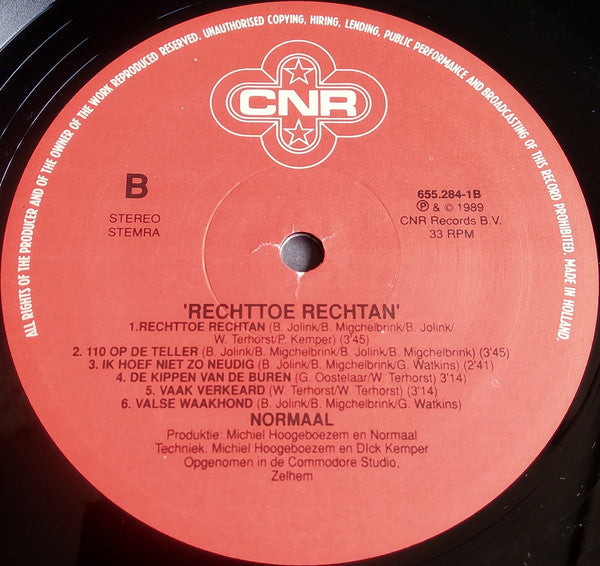 ALL RIGHTS OF THE PRODUCER AND OF THE OWNER OF THE WORK REPRODUCED RESERVED. UNAUTHORISED COPYING, HIRING, LENDING, PUBLIC PERFORMANCE AND BROADCASTING OF THIS RECORD PROHIBITED. MADE IN HOLLAND.
CNR
B
STEREO
STEMRA
655.284-1B
Ⓟ & © 1989
CNR Records B.V.
33 RPM
'RECHTTOE RECHTAN'
1.RECHTTOE RECHTAN (B. Jolink/B. Migchelbrink/B. Jolink/
W. Terhorst/P. Kemper) (3'45)
2. 110 OP DE TELLER (B. Jolink/B. Migchelbrink/B. Migchelbrink) (3'45)
3. IK HOEF NIET ZO NEUDIG (B. Jolink/B. Migchelbrink/G. Watkins) (2'41)
4. DE KIPPEN VAN DE BUREN (G. Oostelaar/W. Terhorst) (3'14)
5. VAAK VERKEARD (W. Terhorst/W. Terhorst) (3'14)
6. VALSE WAAKHOND (B. Jolink/B. Migchelbrink/G. Watkins)
NORMAAL
Produktie: Michiel Hoogeboezem en Normaal
Techniek: Michiel Hoogeboezem en DIck Kemper
Opgenomen in de Commodore Studio,
Zelhem